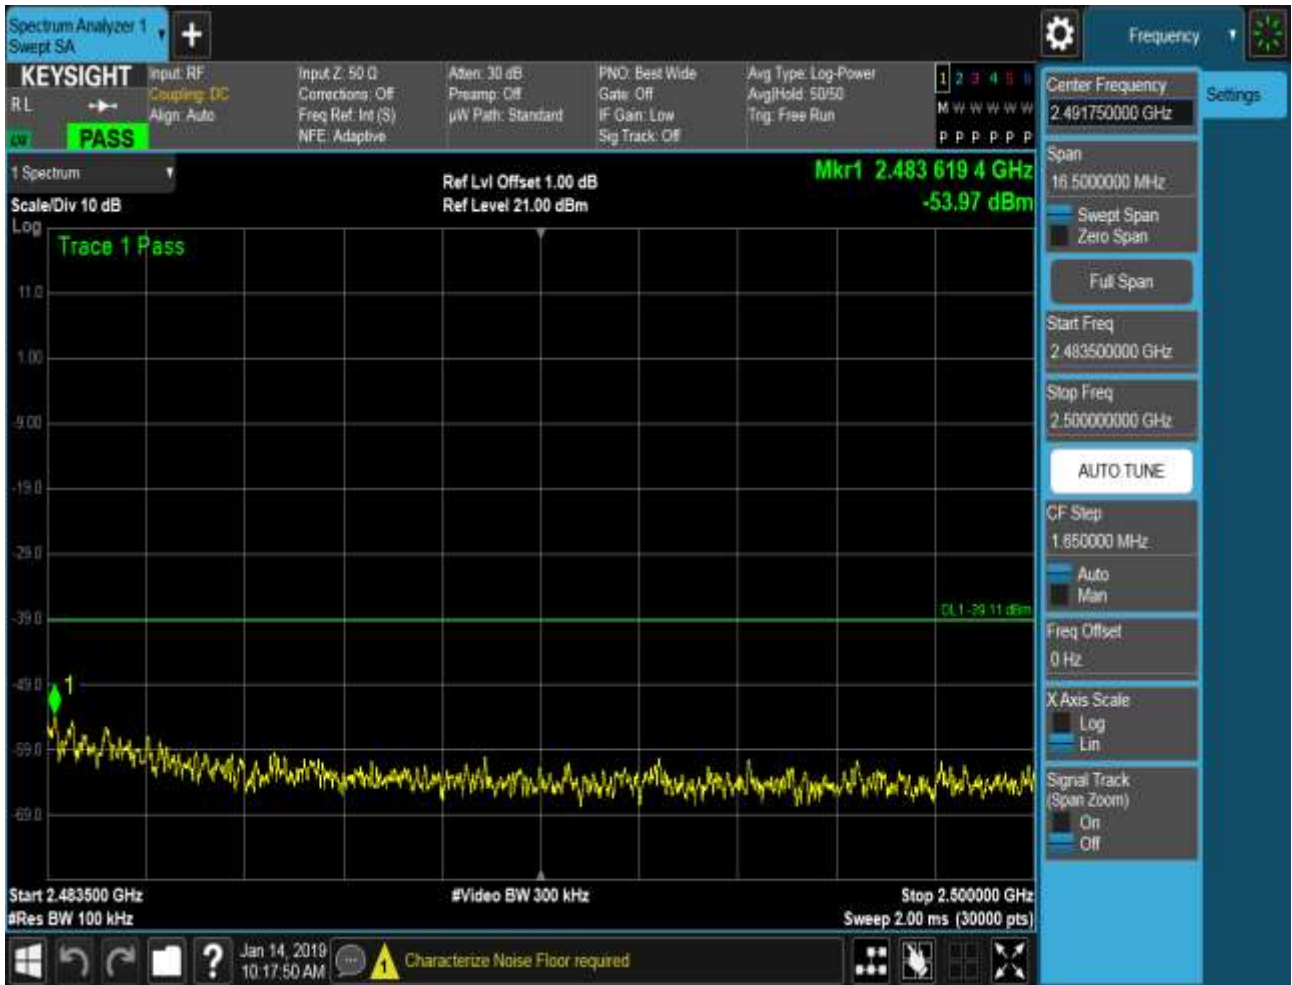 Spectrum Analyzer 1
Swept SA
Frequency
KEYSIGHT
Input: RF
Coupling: DC
Align: Auto
RL
PASS
Input Z: 50 Ω
Corrections: Off
Freq Ref: Int (S)
NFE: Adaptive
Atten: 30 dB
Preamp: Off
µW Path: Standard
PNO: Best Wide
Gate: Off
IF Gain: Low
Sig Track: Off
Avg Type: Log-Power
Avg|Hold: 50/50
Trig: Free Run
1 2 3 4 5 6
M W W W W W
P P P P P P
1 Spectrum
Scale/Div 10 dB
Ref Lvl Offset 1.00 dB
Ref Level 21.00 dBm
Mkr1 2.483 619 4 GHz
-53.97 dBm
Log
Trace 1 Pass
11.0
1.00
-9.00
-19.0
-29.0
-39.0
DL1 -39.11 dBm
-49.0
1
-59.0
-69.0
Start 2.483500 GHz
#Res BW 100 kHz
#Video BW 300 kHz
Stop 2.500000 GHz
Sweep 2.00 ms (30000 pts)
Center Frequency
2.491750000 GHz
Settings
Span
16.5000000 MHz
Swept Span
Zero Span
Full Span
Start Freq
2.483500000 GHz
Stop Freq
2.500000000 GHz
AUTO TUNE
CF Step
1.650000 MHz
Auto
Man
Freq Offset
0 Hz
X Axis Scale
Log
Lin
Signal Track
(Span Zoom)
On
Off
?
Jan 14, 2019
10:17:50 AM
1
Characterize Noise Floor required